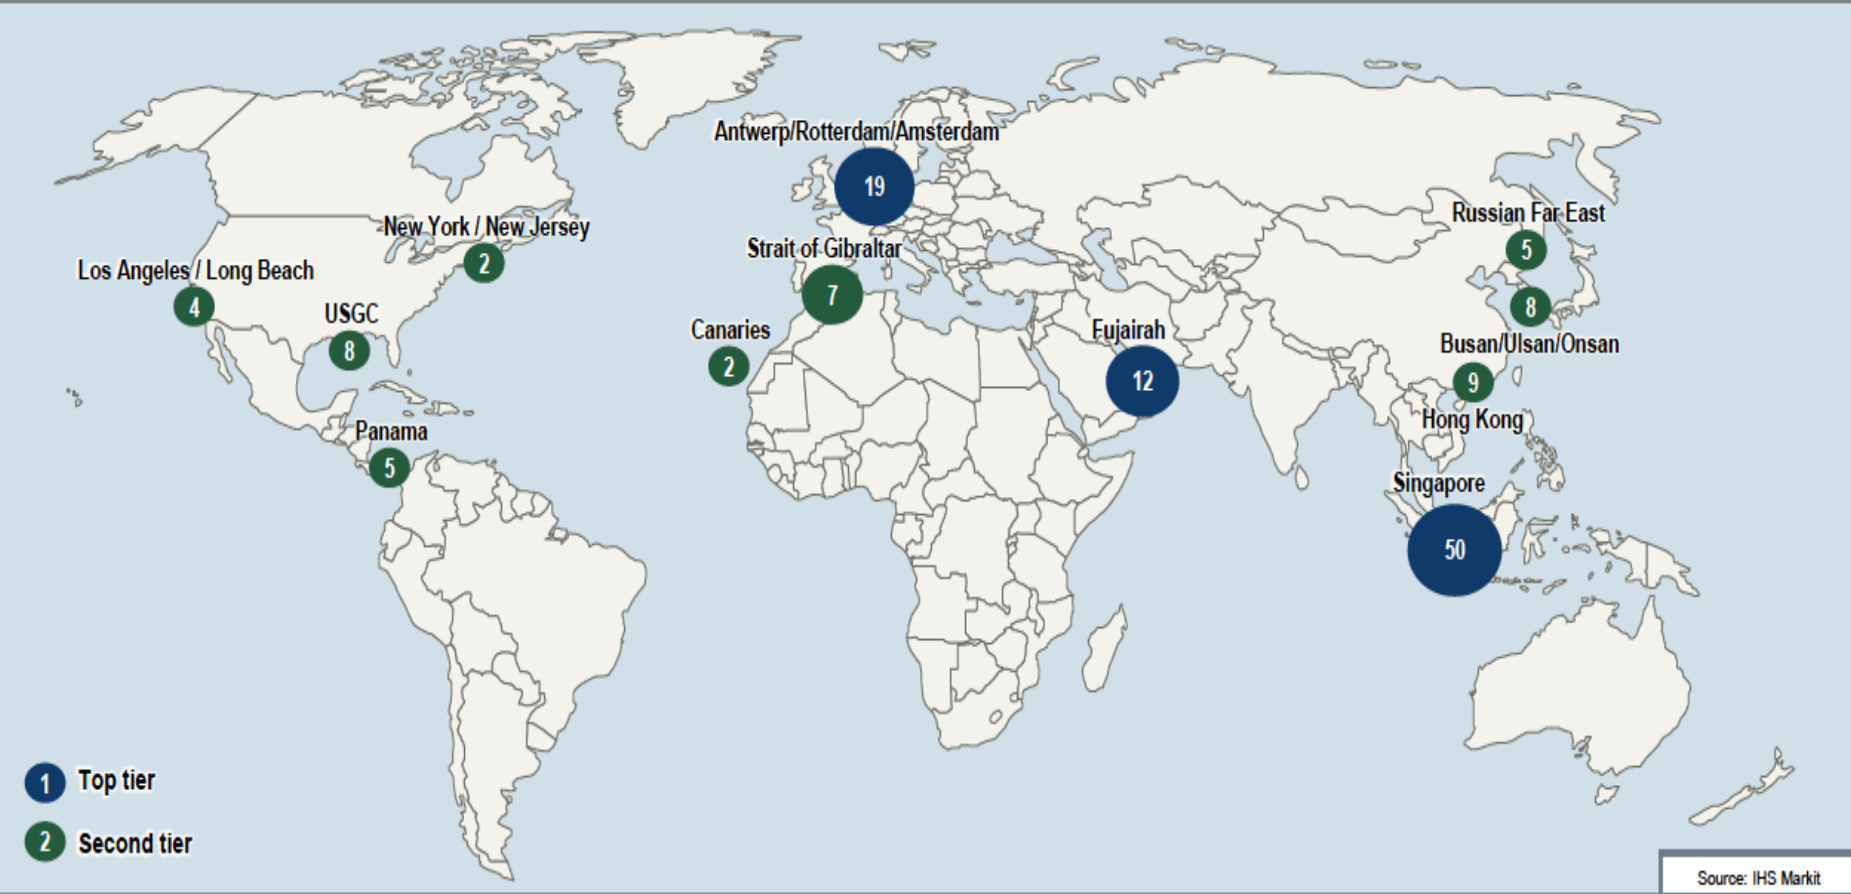 Antwerp/Rotterdam/Amsterdam
19
Russian Far East
5
New York / New Jersey
2
Strait of Gibraltar
7
Los Angeles / Long Beach
4
USGC
8
Canaries
2
Fujairah
12
8
Busan/Ulsan/Onsan
9
Hong Kong
Panama
5
Singapore
50
1 Top tier
2 Second tier
Source: IHS Markit